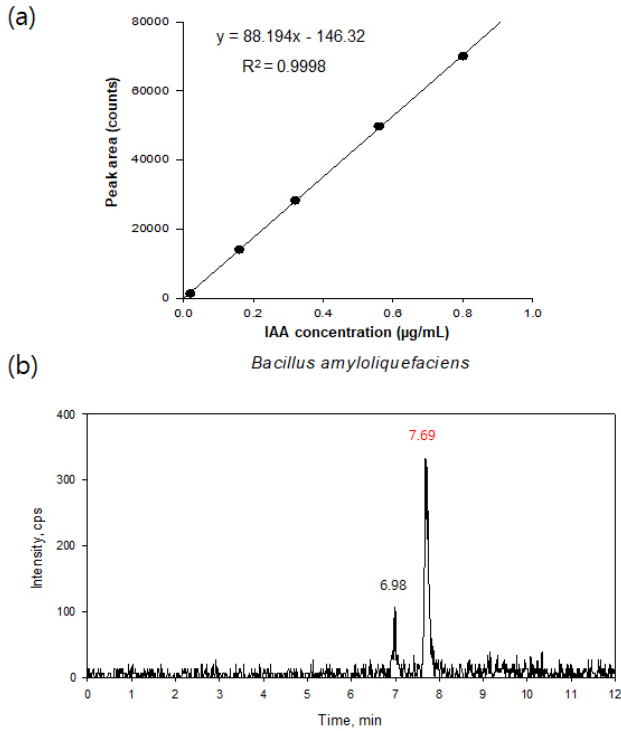 (a)
y = 88.194x - 146.32
R² = 0.9998
Peak area (counts)
80000
60000
40000
20000
0
0.0 0.2 0.4 0.6 0.8 1.0
IAA concentration (µg/mL)
(b)
Bacillus amyloliquefaciens
Intensity, cps
400
300
200
100
0
7.69
6.98
0 1 2 3 4 5 6 7 8 9 10 11 12
Time, min